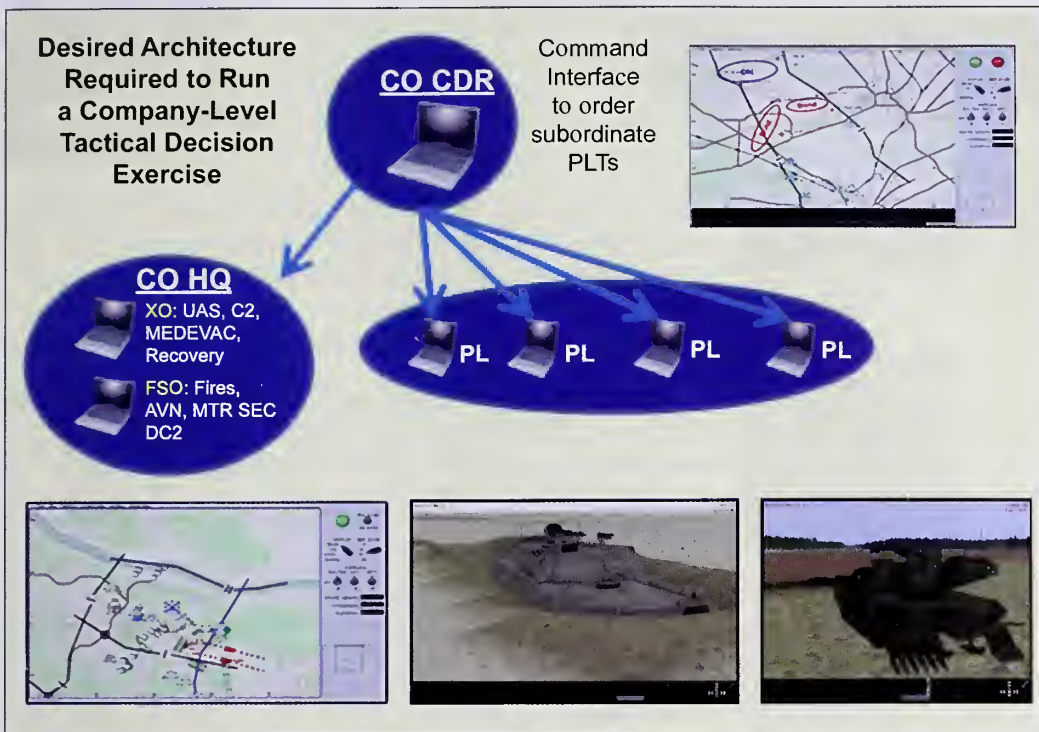 Desired Architecture
Required to Run
a Company-Level
Tactical Decision
Exercise
CO CDR
Command
Interface
to order
subordinate
PLTs
CO HQ
XO: UAS, C2,
MEDEVAC,
Recovery
FSO: Fires,
AVN, MTR SEC
DC2
PL
PL
PL
PL